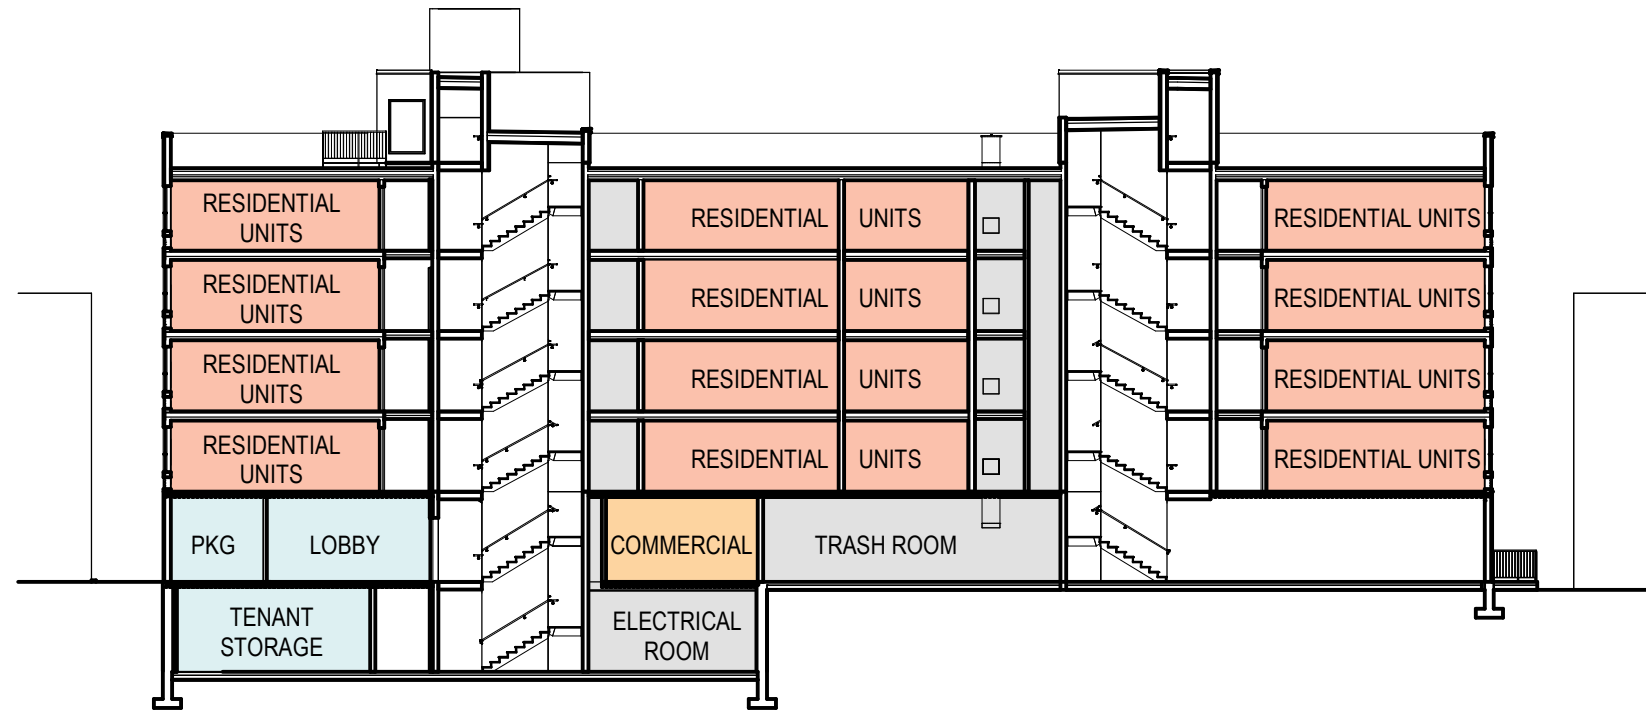 RESIDENTIAL
UNITS
RESIDENTIAL UNITS
RESIDENTIAL UNITS
RESIDENTIAL
UNITS
RESIDENTIAL UNITS
RESIDENTIAL UNITS
RESIDENTIAL
UNITS
RESIDENTIAL UNITS
RESIDENTIAL UNITS
RESIDENTIAL
UNITS
RESIDENTIAL UNITS
RESIDENTIAL UNITS
PKG
LOBBY
COMMERCIAL
TRASH ROOM
TENANT
STORAGE
ELECTRICAL
ROOM